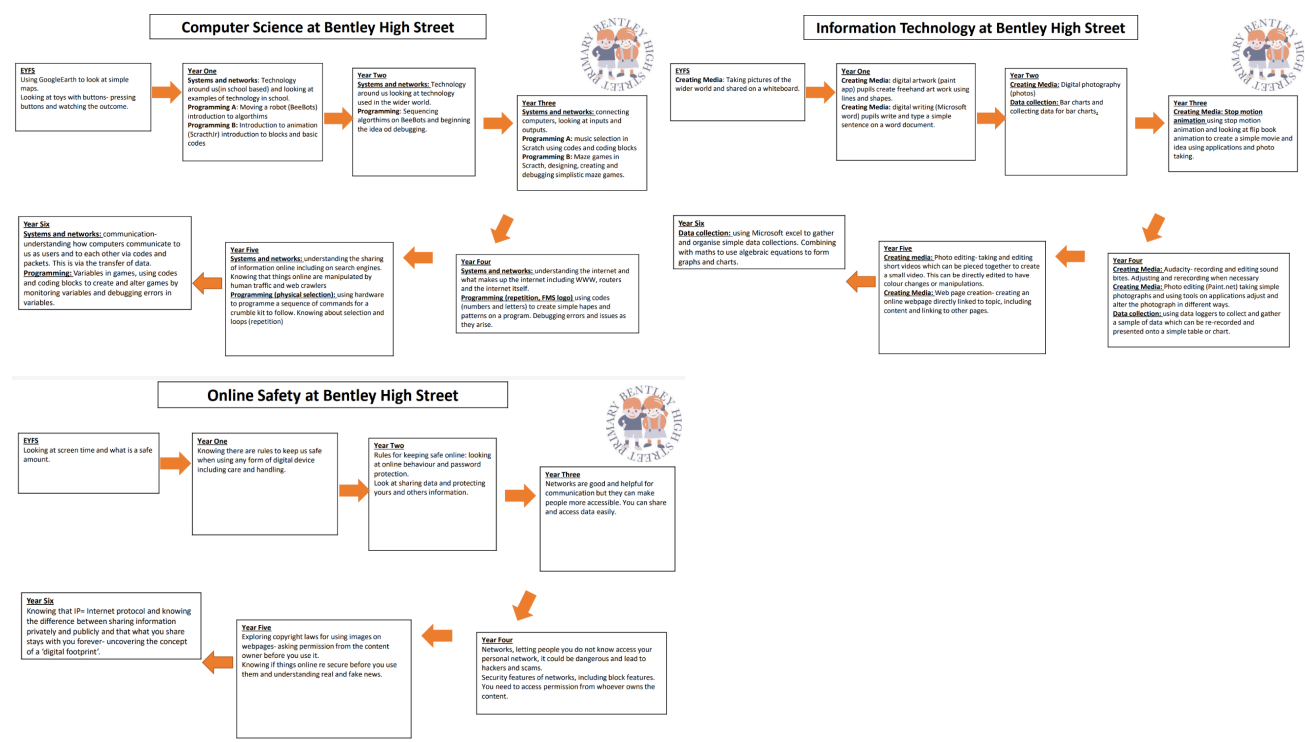 Computer Science at Bentley High Street
BENTLEY HIGH STREET PRIMARY
EYFS
Using GoogleEarth to look at simple
maps.
Looking at toys with buttons- pressing
buttons and watching the outcome.
Year One
Systems and networks: Technology
around us(in school based) and looking at
examples of technology in school.
Programming A: Moving a robot (BeeBots)
introduction to algorthims
Programming B: Introduction to animation
(ScracthJr) introduction to blocks and basic
codes
Year Two
Systems and networks: Technology
around us looking at technology
used in the wider world.
Programming: Sequencing
algorthims on BeeBots and beginning
the idea od debugging.
Year Three
Systems and networks: connecting
computers, looking at inputs and
outputs.
Programming A: music selection in
Scratch using codes and coding blocks
Programming B: Maze games in
Scracth, designing, creating and
debugging simplistic maze games.
Year Four
Systems and networks: understanding the internet and
what makes up the internet including WWW, routers
and the internet itself.
Programming (repetition, FMS logo) using codes
(numbers and letters) to create simple hapes and
patterns on a program. Debugging errors and issues as
they arise.
Year Five
Systems and networks: understanding the sharing
of information online including on search engines.
Knowing that things online are manipulated by
human traffic and web crawlers
Programming (physical selection): using hardware
to programme a sequence of commands for a
crumble kit to follow. Knowing about selection and
loops (repetition)
Year Six
Systems and networks: communication-
understanding how computers communicate to
us as users and to each other via codes and
packets. This is via the transfer of data.
Programming: Variables in games, using codes
and coding blocks to create and alter games by
monitoring variables and debugging errors in
variables.
Information Technology at Bentley High Street
BENTLEY HIGH STREET PRIMARY
EYFS
Creating Media: Taking pictures of the
wider world and shared on a whiteboard.
Year One
Creating Media: digital artwork (paint
app) pupils create freehand art work using
lines and shapes.
Creating Media: digital writing (Microsoft
word) pupils write and type a simple
sentence on a word document.
Year Two
Creating Media: Digital photography
(photos)
Data collection: Bar charts and
collecting data for bar charts.
Year Three
Creating Media: Stop motion
animation using stop motion
animation and looking at flip book
animation to create a simple movie and
idea using applications and photo
taking.
Year Four
Creating Media: Audacity- recording and editing sound
bites. Adjusting and rerecording when necessary
Creating Media: Photo editing (Paint.net) taking simple
photographs and using tools on applications adjust and
alter the photograph in different ways.
Data collection: using data loggers to collect and gather
a sample of data which can be re-recorded and
presented onto a simple table or chart.
Year Five
Creating media: Photo editing- taking and editing
short videos which can be pieced together to create
a small video. This can be directly edited to have
colour changes or manipulations.
Creating Media: Web page creation- creating an
online webpage directly linked to topic, including
content and linking to other pages.
Year Six
Data collection: using Microsoft excel to gather
and organise simple data collections. Combining
with maths to use algebraic equations to form
graphs and charts.
Online Safety at Bentley High Street
BENTLEY HIGH STREET PRIMARY
EYFS
Looking at screen time and what is a safe
amount.
Year One
Knowing there are rules to keep us safe
when using any form of digital device
including care and handling.
Year Two
Rules for keeping safe online: looking
at online behaviour and password
protection.
Look at sharing data and protecting
yours and others information.
Year Three
Networks are good and helpful for
communication but they can make
people more accessible. You can share
and access data easily.
Year Four
Networks, letting people you do not know access your
personal network, it could be dangerous and lead to
hackers and scams.
Security features of networks, including block features.
You need to access permission from whoever owns the
content.
Year Five
Exploring copyright laws for using images on
webpages- asking permission from the content
owner before you use it.
Knowing if things online re secure before you use
them and understanding real and fake news.
Year Six
Knowing that IP= Internet protocol and knowing
the difference between sharing information
privately and publicly and that what you share
stays with you forever- uncovering the concept
of a ‘digital footprint’.